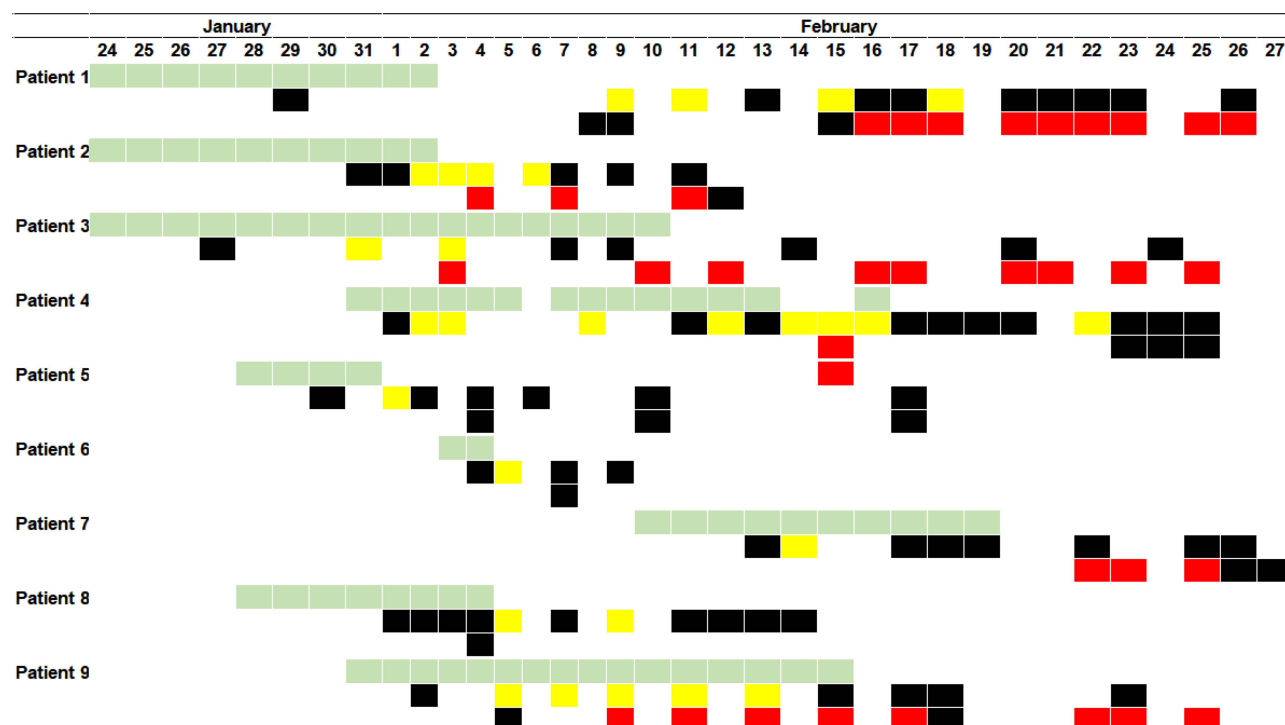 January February
24 25 26 27 28 29 30 31 1 2 3 4 5 6 7 8 9 10 11 12 13 14 15 16 17 18 19 20 21 22 23 24 25 26 27
Patient 1
Patient 2
Patient 3
Patient 4
Patient 5
Patient 6
Patient 7
Patient 8
Patient 9